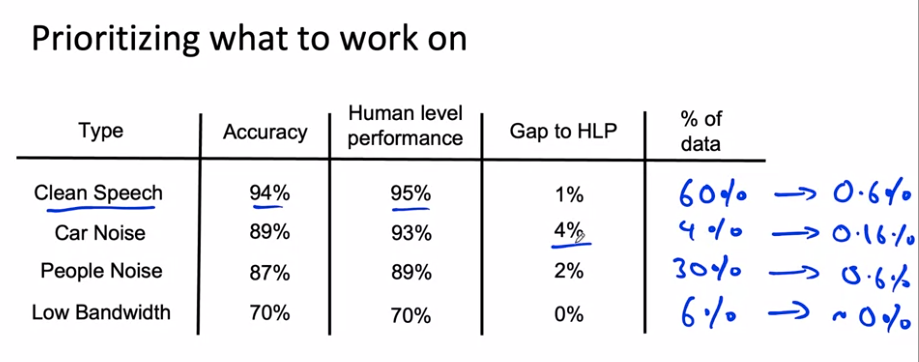 Prioritizing what to work on
Type Accuracy Human level performance Gap to HLP % of data
Clean Speech 94% 95% 1% 60% → 0.6%
Car Noise 89% 93% 4% 4% → 0.16%
People Noise 87% 89% 2% 30% → 0.6%
Low Bandwidth 70% 70% 0% 6% → ~0%